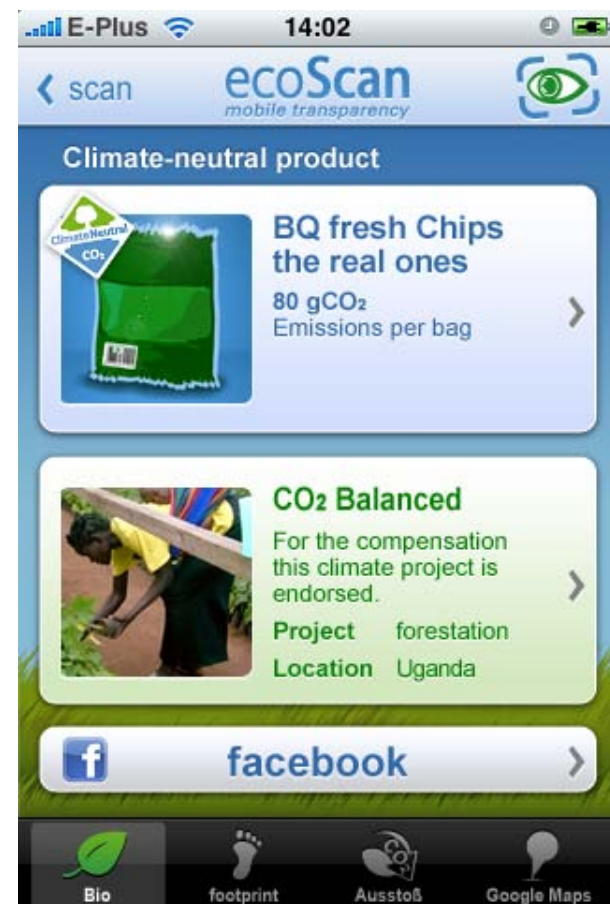 E-Plus 14:02
scan
ecoScan
mobile transparency
Climate-neutral product
ClimateNeutral
CO₂
BQ fresh Chips
the real ones
80 gCO₂
Emissions per bag
CO₂ Balanced
For the compensation
this climate project is
endorsed.
Project forestation
Location Uganda
f
facebook
CO₂
Bio footprint Ausstoß Google Maps